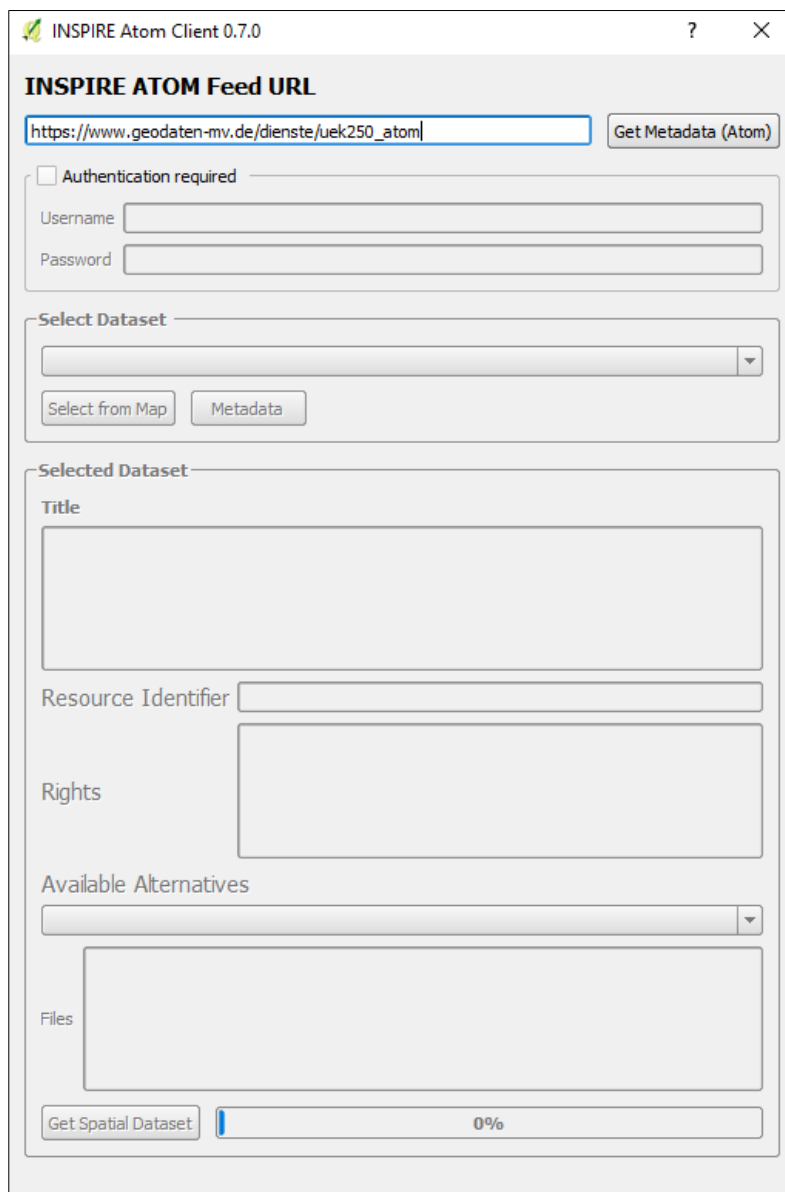 INSPIRE Atom Client 0.7.0
INSPIRE ATOM Feed URL
https://www.geodaten-mv.de/dienste/uek250_atom
Get Metadata (Atom)
Authentication required
Username
Password
Select Dataset
Select from Map
Metadata
Selected Dataset
Title
Resource Identifier
Rights
Available Alternatives
Files
Get Spatial Dataset
0%